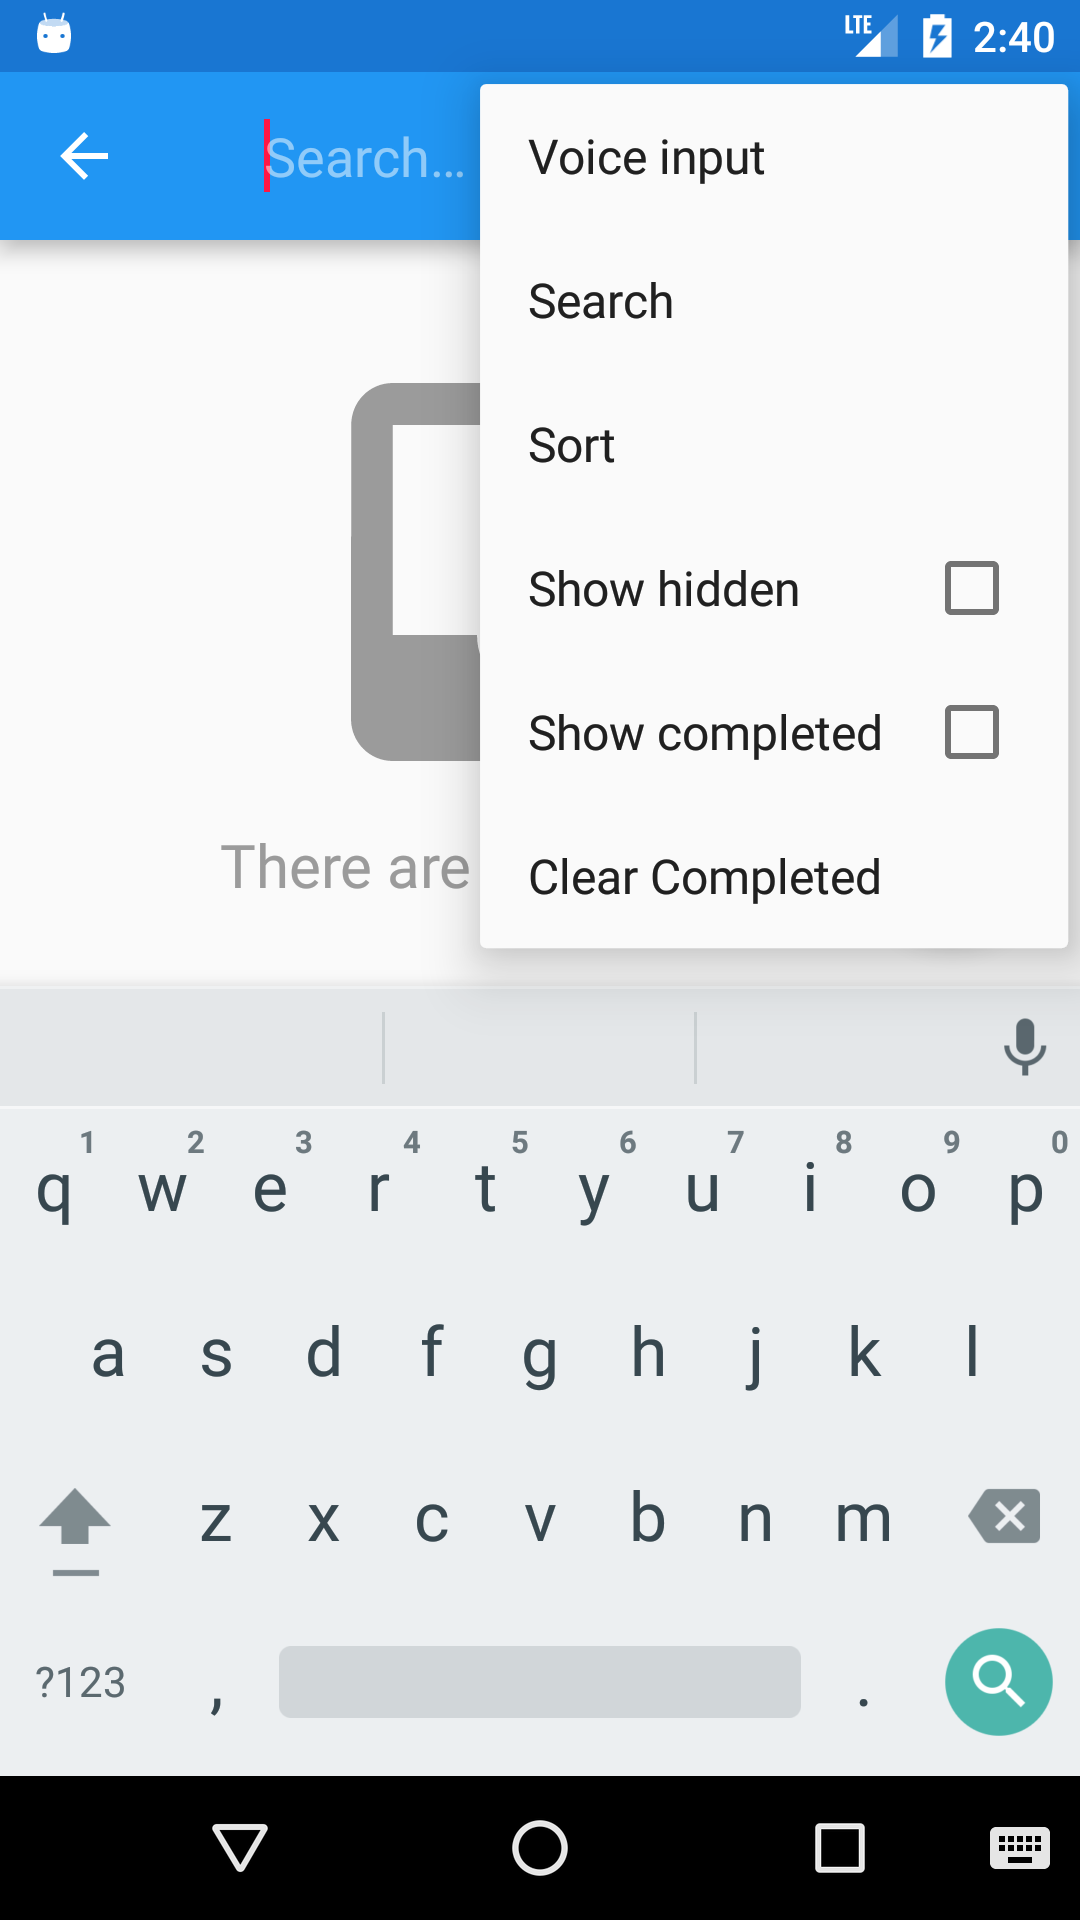 LTE 2:40
Search...
Voice input
Search
Sort
Show hidden
Show completed
Clear Completed
There are
1 2 3 4 5 6 7 8 9 0
q w e r t y u i o p
a s d f g h j k l
z x c v b n m
?123 , .